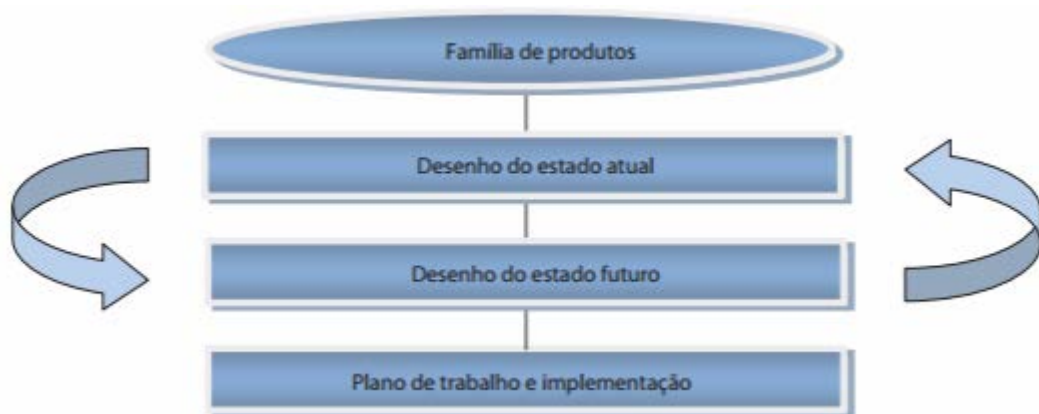 Família de produtos
Desenho do estado atual
Desenho do estado futuro
Plano de trabalho e implementação